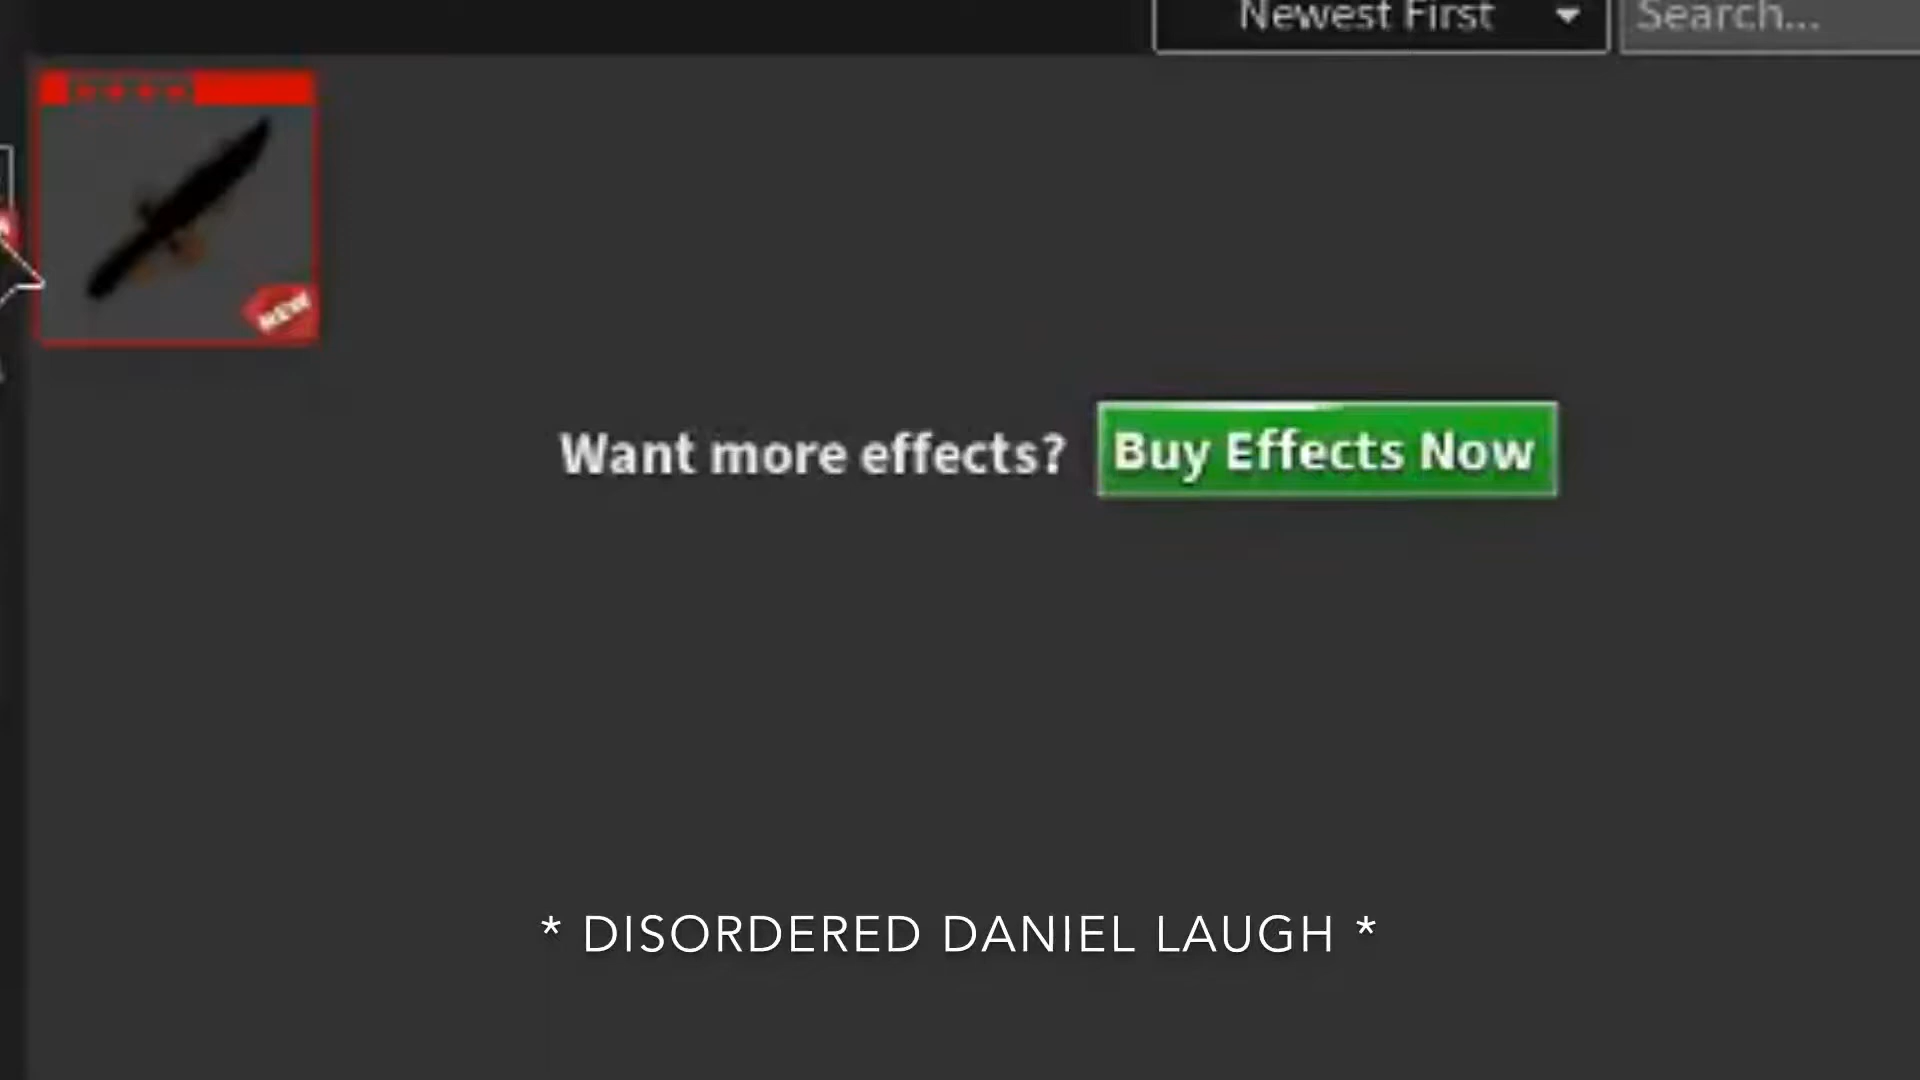 Newest First
Search...
NEW
Want more effects?
Buy Effects Now
* DISORDERED DANIEL LAUGH *